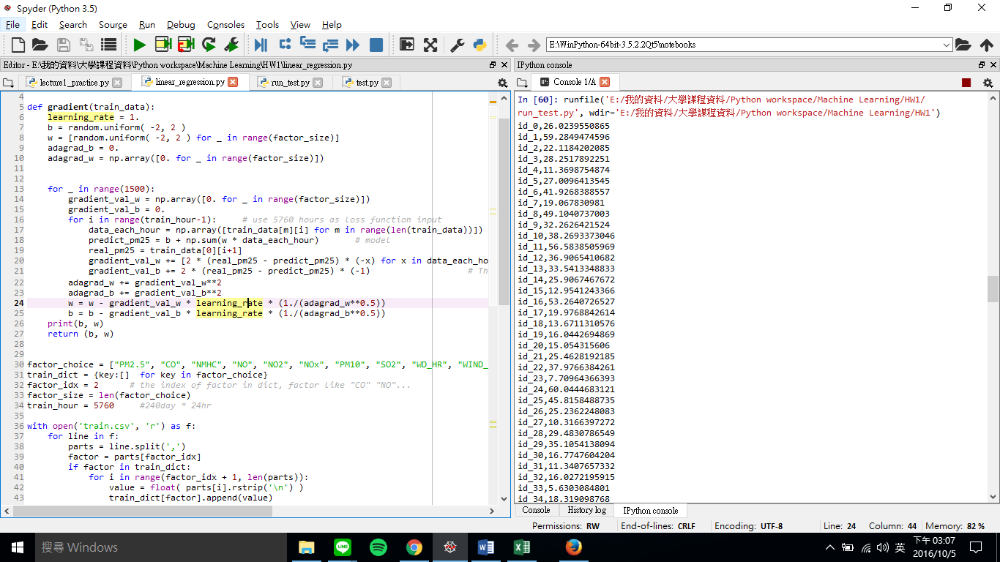 Spyder (Python 3.5)
File Edit Search Source Run Debug Consoles Tools View Help
E:\WinPython-64bit-3.5.2.2Qt5\notebooks
Editor - E:\我的資料\大學課程資料\Python workspace\Machine Learning\HW1\linear_regression.py
lecture1_practice.py linear_regression.py run_test.py test.py
4
5 def gradient(train_data):
6 learning_rate = 1.
7 b = random.uniform( -2, 2 )
8 w = [random.uniform( -2, 2 ) for _ in range(factor_size)]
9 adagrad_b = 0.
10 adagrad_w = np.array([0. for _ in range(factor_size)])
11
12
13 for _ in range(1500):
14 gradient_val_w = np.array([0. for _ in range(factor_size)])
15 gradient_val_b = 0.
16 for i in range(train_hour-1): # use 5760 hours as loss function input
17 data_each_hour = np.array([train_data[m][i] for m in range(len(train_data))])
18 predict_pm25 = b + np.sum(w * data_each_hour) # model
19 real_pm25 = train_data[0][i+1]
20 gradient_val_w += [2 * (real_pm25 - predict_pm25) * (-x) for x in data_each_ho
21 gradient_val_b += 2 * (real_pm25 - predict_pm25) * (-1) # Th
22 adagrad_w += gradient_val_w**2
23 adagrad_b += gradient_val_b**2
24 w = w - gradient_val_w * learning_rate * (1./(adagrad_w**0.5))
25 b = b - gradient_val_b * learning_rate * (1./(adagrad_b**0.5))
26 print(b, w)
27 return (b, w)
28
29
30 factor_choice = ["PM2.5", "CO", "NMHC", "NO", "NO2", "NOx", "PM10", "SO2", "WD_HR", "WIND_
31 train_dict = {key:[] for key in factor_choice}
32 factor_idx = 2 # the index of factor in dict, factor like "CO" "NO"...
33 factor_size = len(factor_choice)
34 train_hour = 5760 #240day * 24hr
35
36 with open('train.csv', 'r') as f:
37 for line in f:
38 parts = line.split(',')
39 factor = parts[factor_idx]
40 if factor in train_dict:
41 for i in range(factor_idx + 1, len(parts)):
42 value = float( parts[i].rstrip('\n') )
43 train_dict[factor].append(value)
IPython console
Console 1/A
In [60]: runfile('E:/我的資料/大學課程資料/Python workspace/Machine Learning/HW1/
run_test.py', wdir='E:/我的資料/大學課程資料/Python workspace/Machine Learning/HW1')
id_0,26.0239550865
id_1,59.2849474596
id_2,22.1184202085
id_3,28.2517892251
id_4,11.3698754874
id_5,27.0096413545
id_6,41.9268388557
id_7,19.067830981
id_8,49.1040737003
id_9,32.2626421524
id_10,38.2693373046
id_11,56.5838505969
id_12,36.9065410682
id_13,33.5413348833
id_14,25.9067467672
id_15,12.9541243366
id_16,53.2640726527
id_17,19.9768842614
id_18,13.6711310576
id_19,16.0442694869
id_20,15.054315606
id_21,25.4628192185
id_22,37.9766384261
id_23,7.70964366393
id_24,60.0444683121
id_25,45.8158488735
id_26,25.2362248083
id_27,10.3166397272
id_28,29.4830786549
id_29,35.1054138094
id_30,16.7747604204
id_31,11.3407657332
id_32,16.0272195915
id_33,5.6303084801
id_34,18.319098768
Console History log IPython console
Permissions: RW End-of-lines: CRLF Encoding: UTF-8 Line: 24 Column: 44 Memory: 82 %
搜尋 Windows
英
下午 03:07
2016/10/5